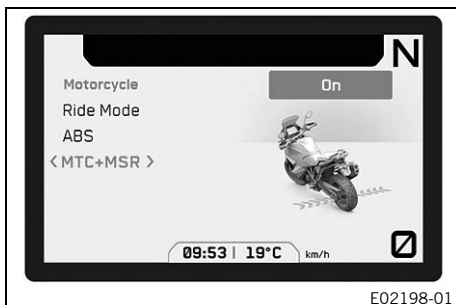 N
Motorcycle
On
Ride Mode
ABS
<MTC+MSR >
09:53 | 19°C
km/h
E02198-01